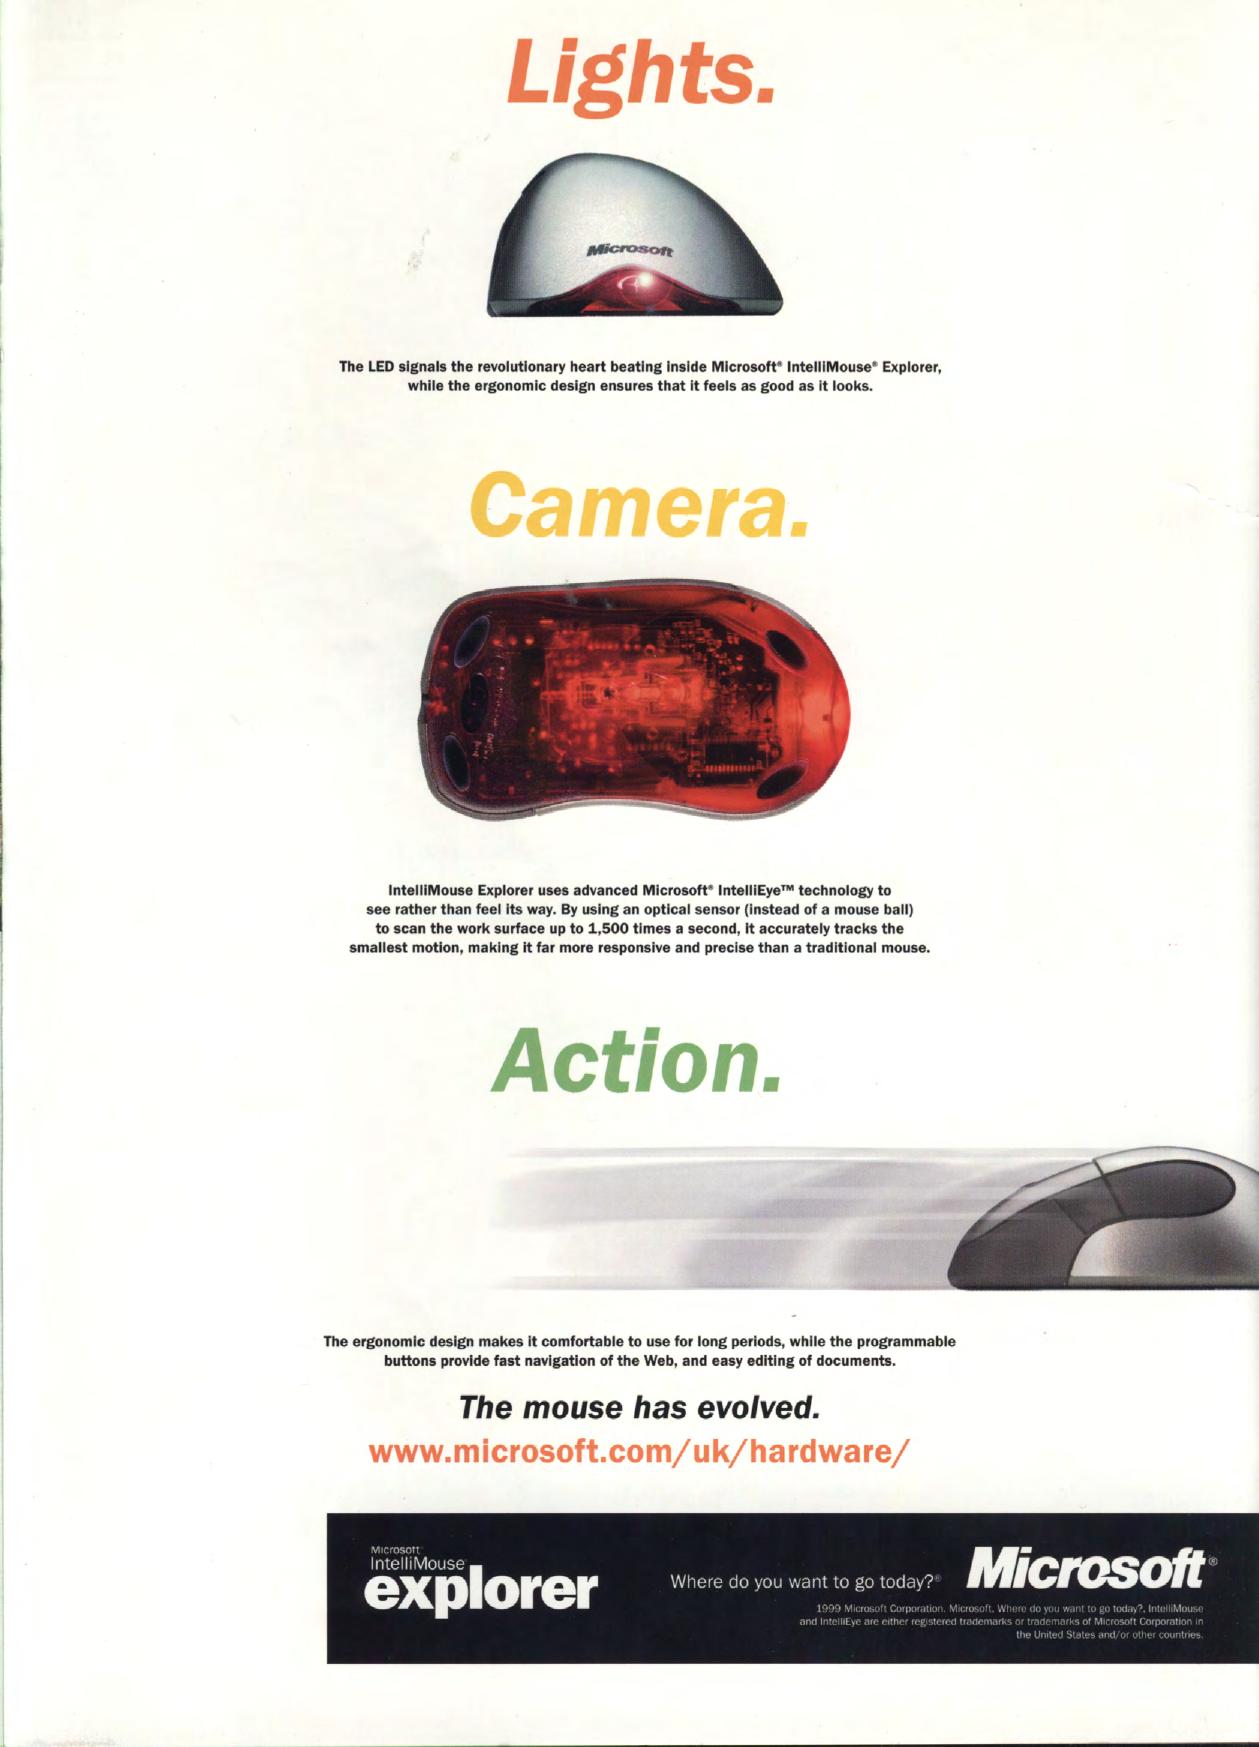 Lights.
Microsoft
The LED signals the revolutionary heart beating inside Microsoft® IntelliMouse® Explorer,
while the ergonomic design ensures that it feels as good as it looks.
Camera.
IntelliMouse Explorer uses advanced Microsoft® IntelliEye™ technology to
see rather than feel its way. By using an optical sensor (instead of a mouse ball)
to scan the work surface up to 1,500 times a second, it accurately tracks the
smallest motion, making it far more responsive and precise than a traditional mouse.
Action.
The ergonomic design makes it comfortable to use for long periods, while the programmable
buttons provide fast navigation of the Web, and easy editing of documents.
The mouse has evolved.
www.microsoft.com/uk/hardware/
Microsoft®
IntelliMouse®
explorer
Where do you want to go today?®
Microsoft®
1999 Microsoft Corporation. Microsoft, Where do you want to go today?, IntelliMouse
and IntelliEye are either registered trademarks or trademarks of Microsoft Corporation in
the United States and/or other countries.